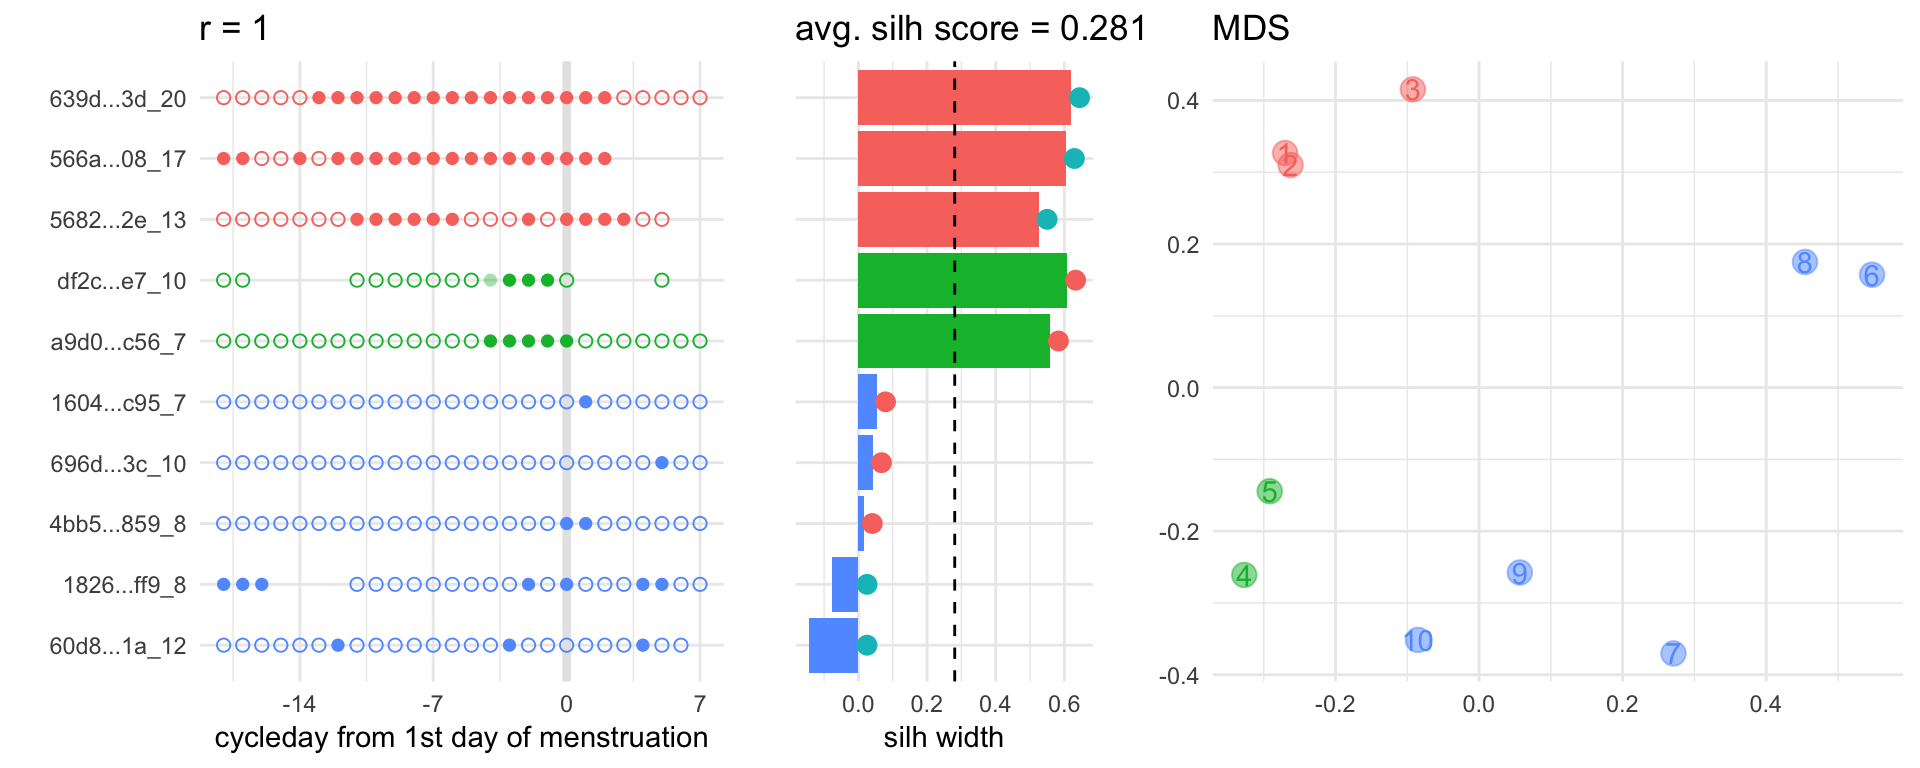 r = 1
avg. silh score = 0.281
MDS
639d...3d_20
566a...08_17
5682...2e_13
df2c...e7_10
a9d0...c56_7
1604...c95_7
696d...3c_10
4bb5...859_8
1826...ff9_8
60d8...1a_12
-14 -7 0 7
cycleday from 1st day of menstruation
0.0 0.2 0.4 0.6
silh width
0.4
0.2
0.0
-0.2
-0.4
-0.2 0.0 0.2 0.4
3
1
2
8
6
5
4
9
10
7